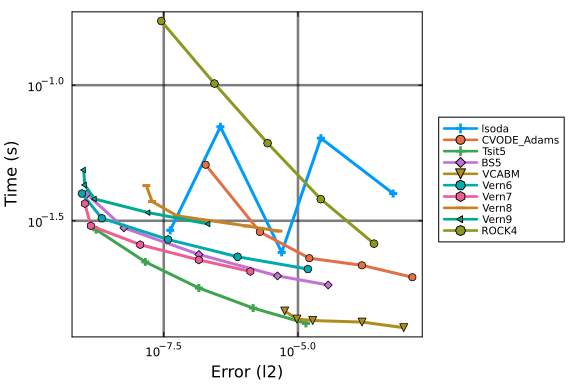 Time (s)
10^-1.0
10^-1.5
10^-7.5
10^-5.0
Error (l2)
lsoda
CVODE_Adams
Tsit5
BS5
VCABM
Vern6
Vern7
Vern8
Vern9
ROCK4